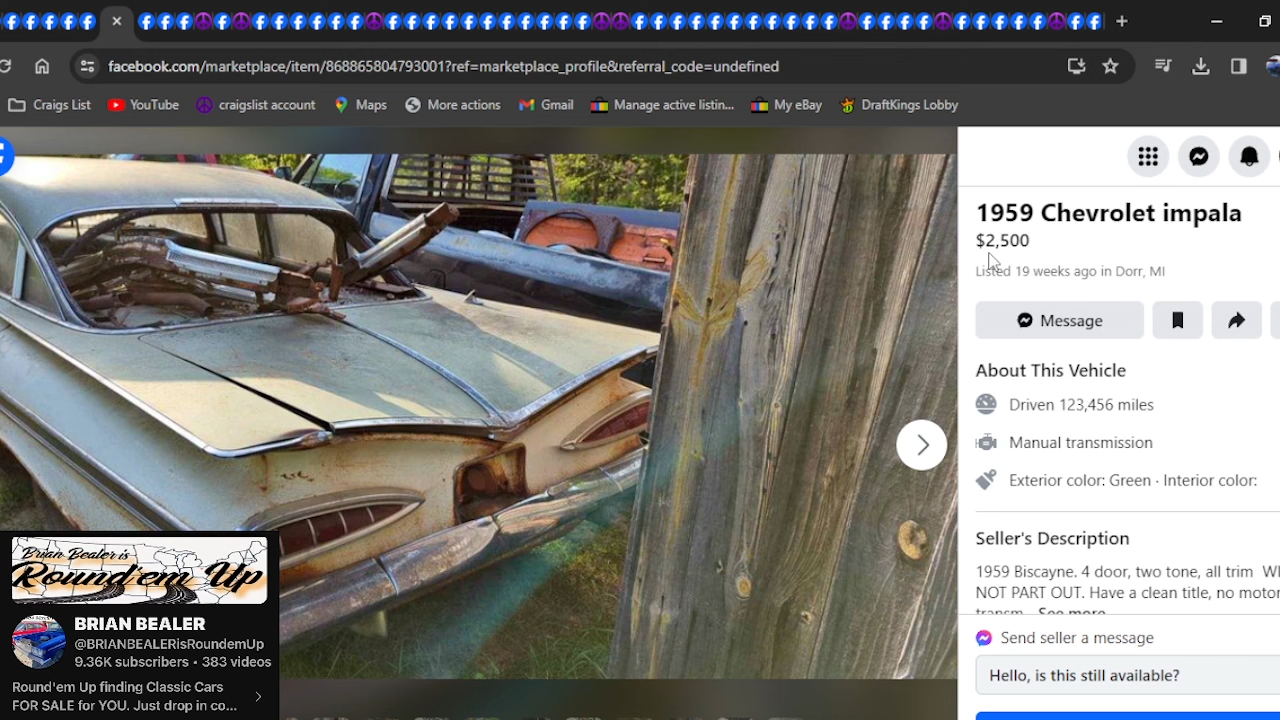 facebook.com/marketplace/item/868865804793001?ref=marketplace_profile&referral_code=undefined
Craigs List YouTube craigslist account Maps More actions Gmail Manage active listin... My eBay DraftKings Lobby
1959 Chevrolet impala
$2,500
Listed 19 weeks ago in Dorr, MI
Message
About This Vehicle
Driven 123,456 miles
Manual transmission
Exterior color: Green · Interior color:
Seller's Description
1959 Biscayne. 4 door, two tone, all trim
NOT PART OUT. Have a clean title, no motor
transm... See more
Send seller a message
Hello, is this still available?
Brian Bealer is
Round'em Up
BRIAN BEALER
@BRIANBEALERisRoundemUp
9.36K subscribers • 383 videos
Round'em Up finding Classic Cars
FOR SALE for YOU. Just drop in co...